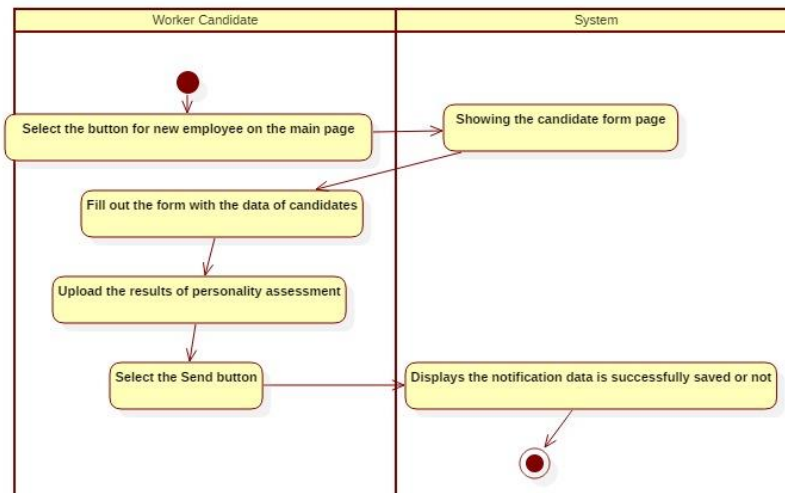 Worker Candidate
System
Select the button for new employee on the main page
Showing the candidate form page
Fill out the form with the data of candidates
Upload the results of personality assessment
Select the Send button
Displays the notification data is successfully saved or not